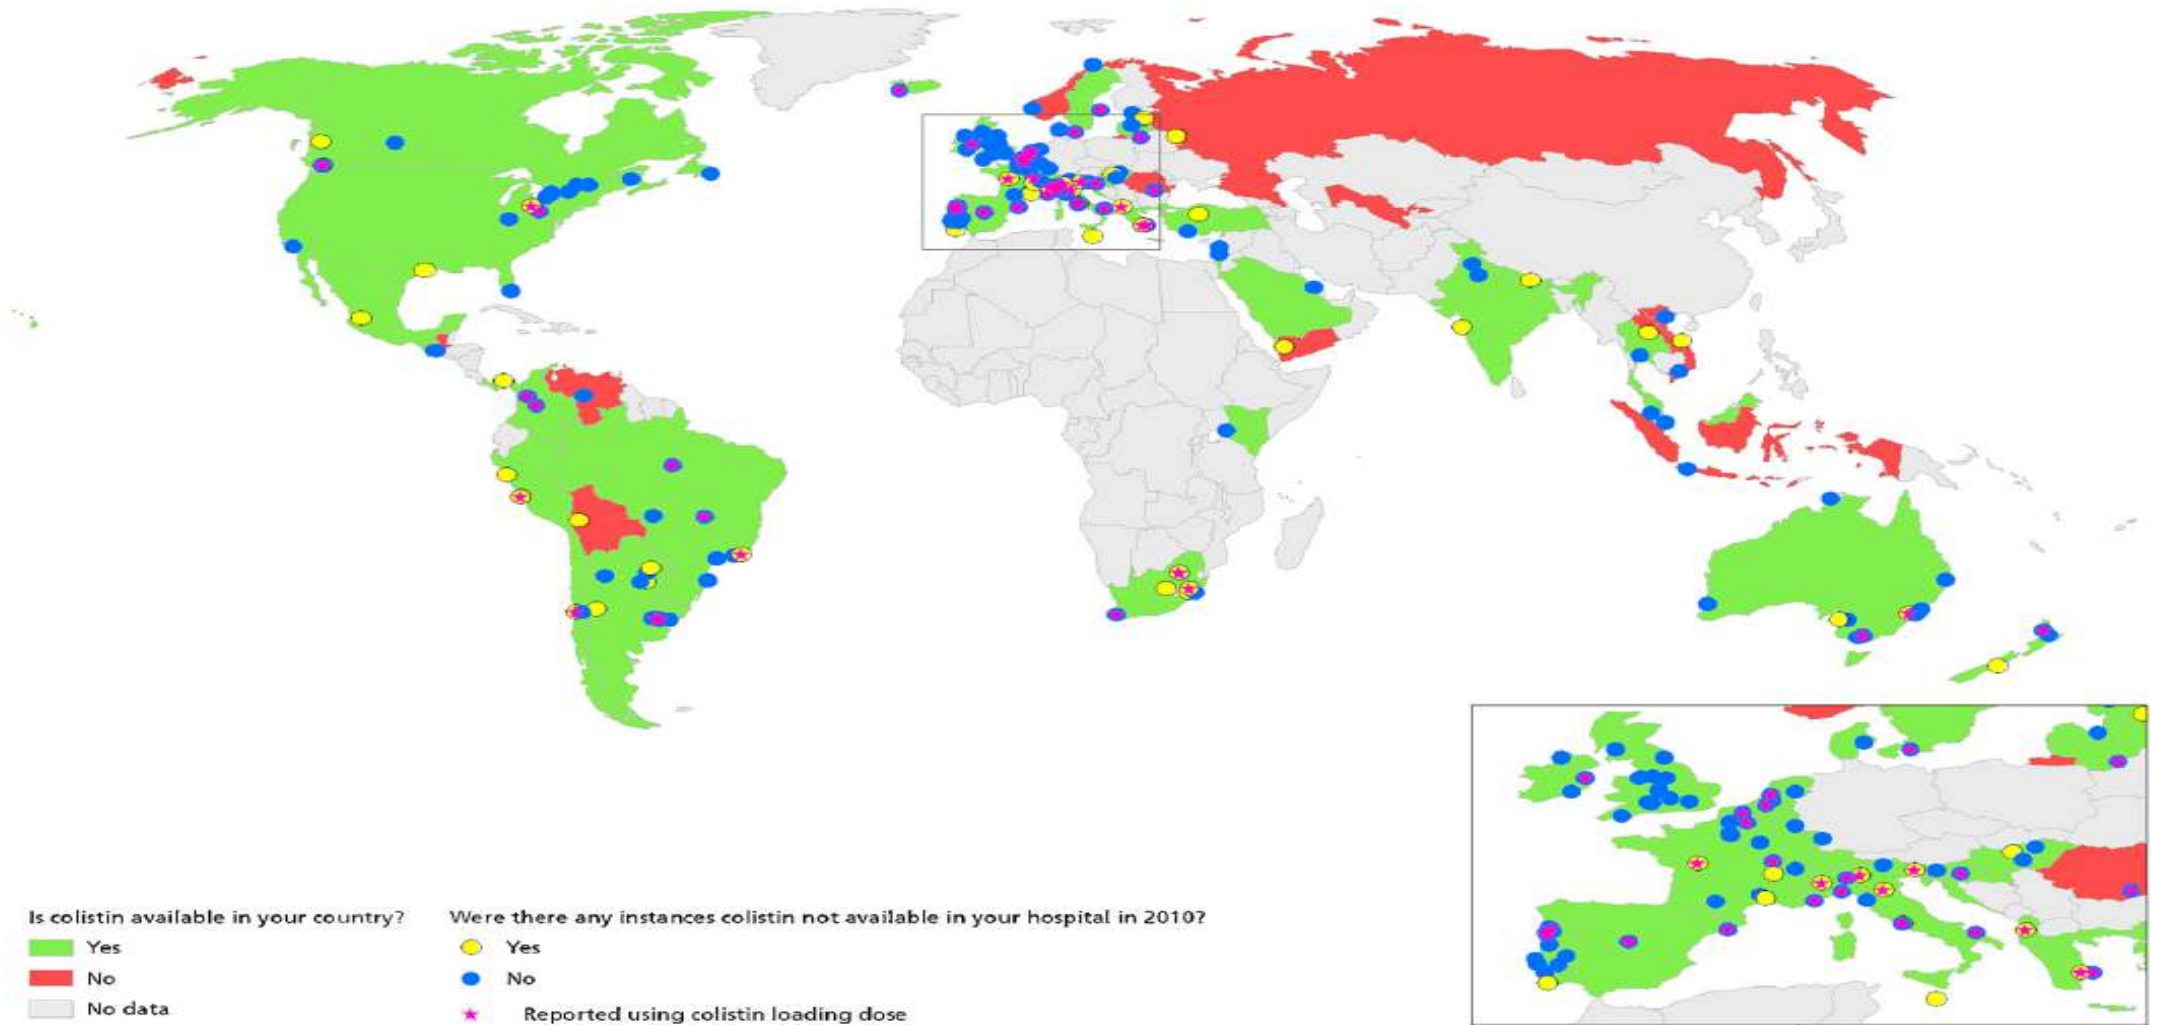 Is colistin available in your country?
Yes
No
No data
Were there any instances colistin not available in your hospital in 2010?
Yes
No
Reported using colistin loading dose